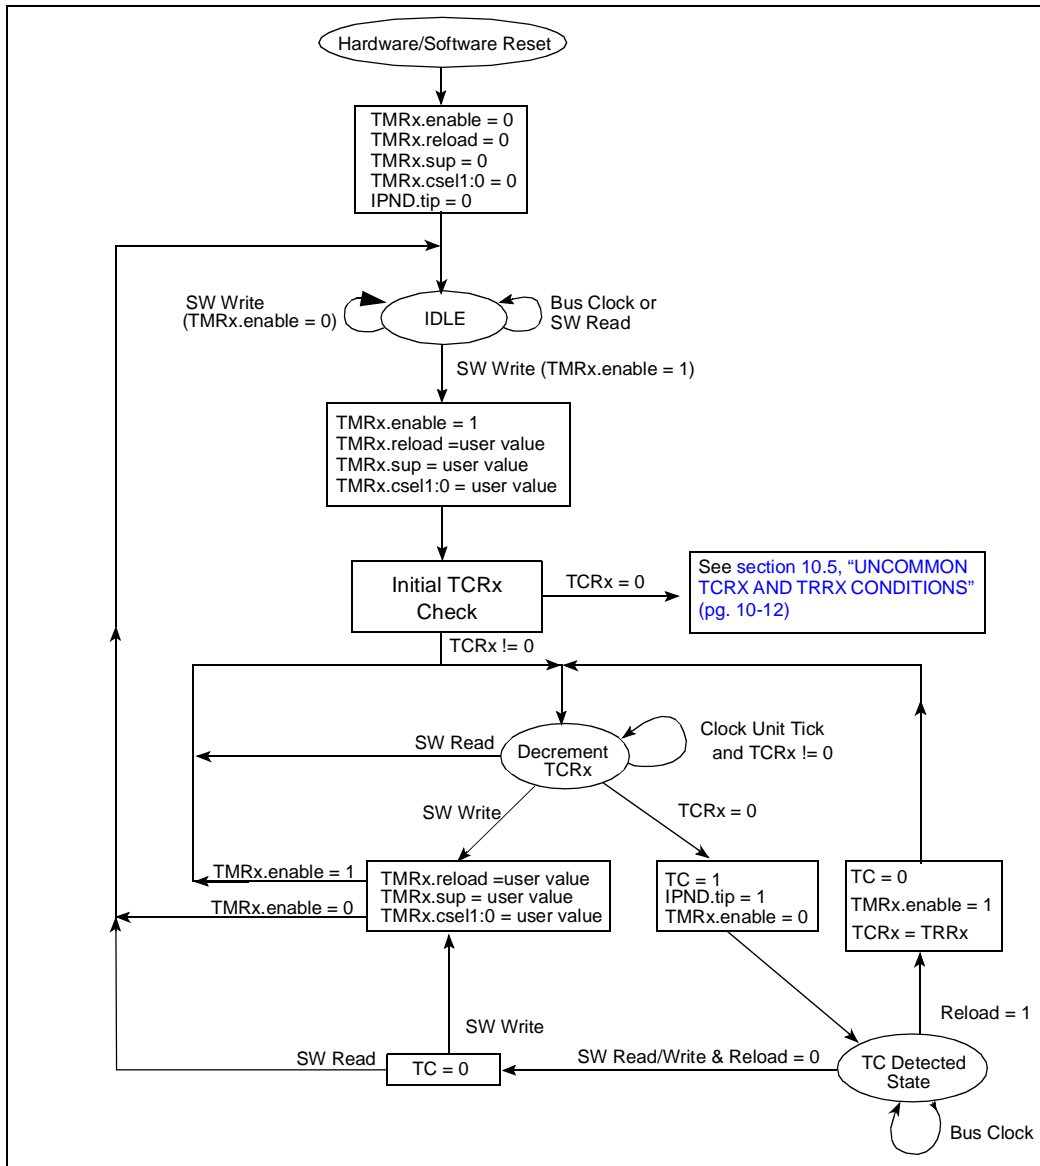 Hardware/Software Reset
TMRx.enable = 0
TMRx.reload = 0
TMRx.sup = 0
TMRx.csel1:0 = 0
IPND.tip = 0
SW Write
(TMRx.enable = 0)
IDLE
Bus Clock or
SW Read
SW Write (TMRx.enable = 1)
TMRx.enable = 1
TMRx.reload =user value
TMRx.sup = user value
TMRx.csel1:0 = user value
Initial TCRx
Check
TCRx = 0
See section 10.5, “UNCOMMON
TCRX AND TRRX CONDITIONS”
(pg. 10-12)
TCRx != 0
SW Read
Decrement
TCRx
Clock Unit Tick
and TCRx != 0
SW Write
TCRx = 0
TMRx.enable = 1
TMRx.enable = 0
TMRx.reload =user value
TMRx.sup = user value
TMRx.csel1:0 = user value
TC = 1
IPND.tip = 1
TMRx.enable = 0
TC = 0
TMRx.enable = 1
TCRx = TRRx
Reload = 1
SW Write
SW Read
TC = 0
SW Read/Write & Reload = 0
TC Detected
State
Bus Clock